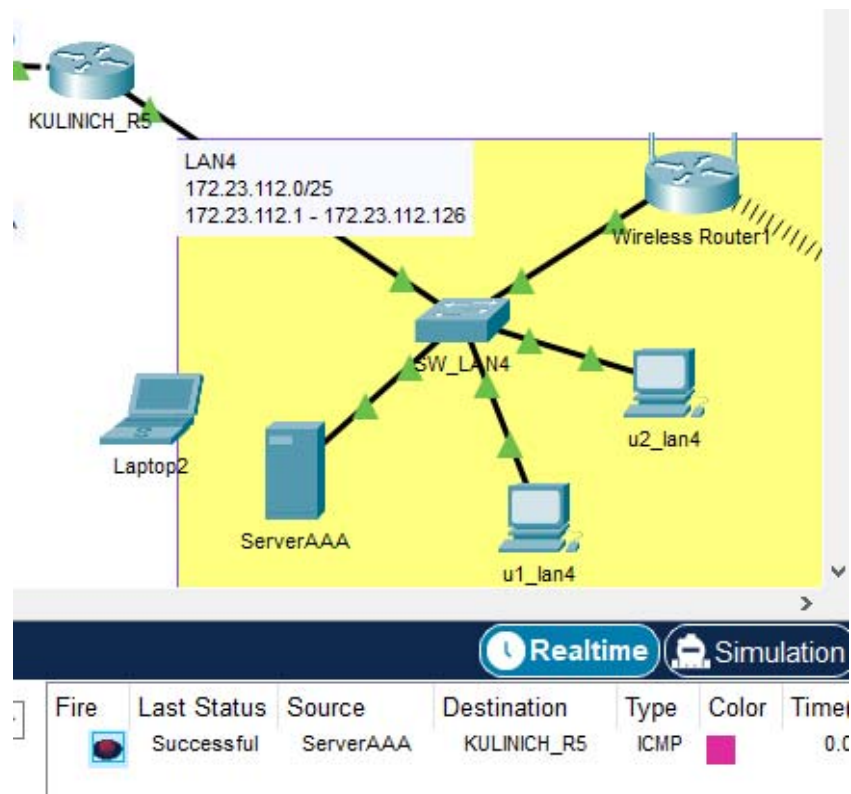 KULINICH_R5
LAN4
172.23.112.0/25
172.23.112.1 - 172.23.112.126
Wireless Router1
SW_LAN4
u2_lan4
Laptop2
ServerAAA
u1_lan4
Realtime Simulation
Fire Last Status Source Destination Type Color
Successful ServerAAA KULINICH_R5 ICMP